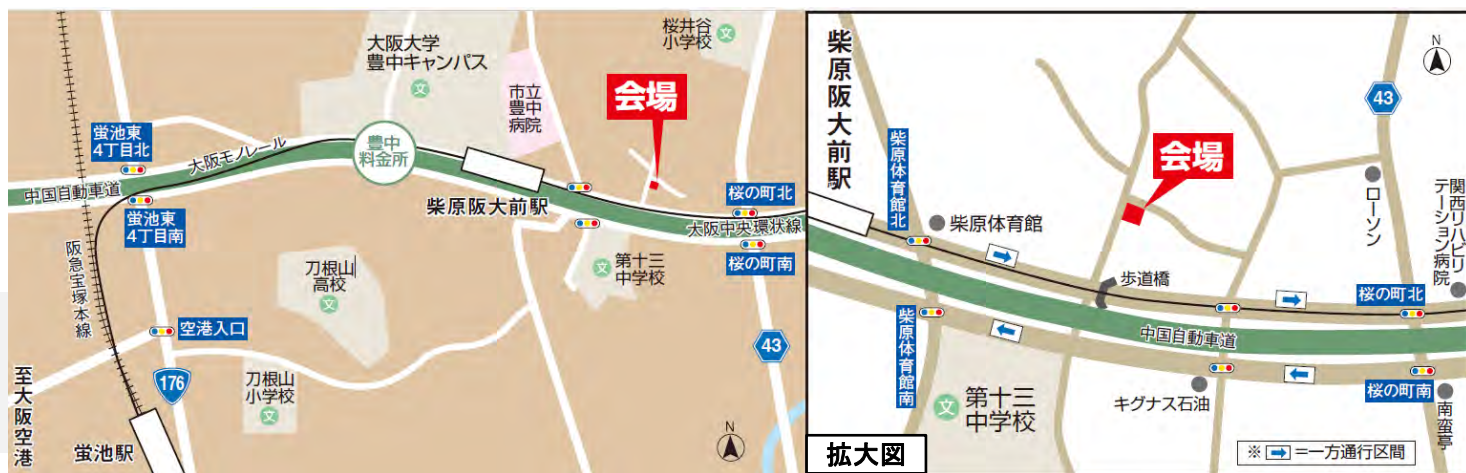 大阪大学
豊中キャンパス
文
桜井谷
小学校
文
市立
豊中
病院
会場
蛍池東
4丁目北
大阪モノレール
豊中
料金所
中国自動車道
蛍池東
4丁目南
柴原阪大前駅
桜の町北
大阪中央環状線
桜の町南
阪急宝塚本線
刀根山
高校
文
第十三
中学校
文
空港入口
43
176
刀根山
小学校
文
至大阪空港
蛍池駅
N
柴原阪大前駅
N
43
会場
柴原体育館北
柴原体育館
ローソン
関西リハビリ
テーション病院
歩道橋
桜の町北
柴原体育館南
中国自動車道
第十三
中学校
文
キグナス石油
桜の町南
南蛮亭
拡大図
※ =一方通行区間